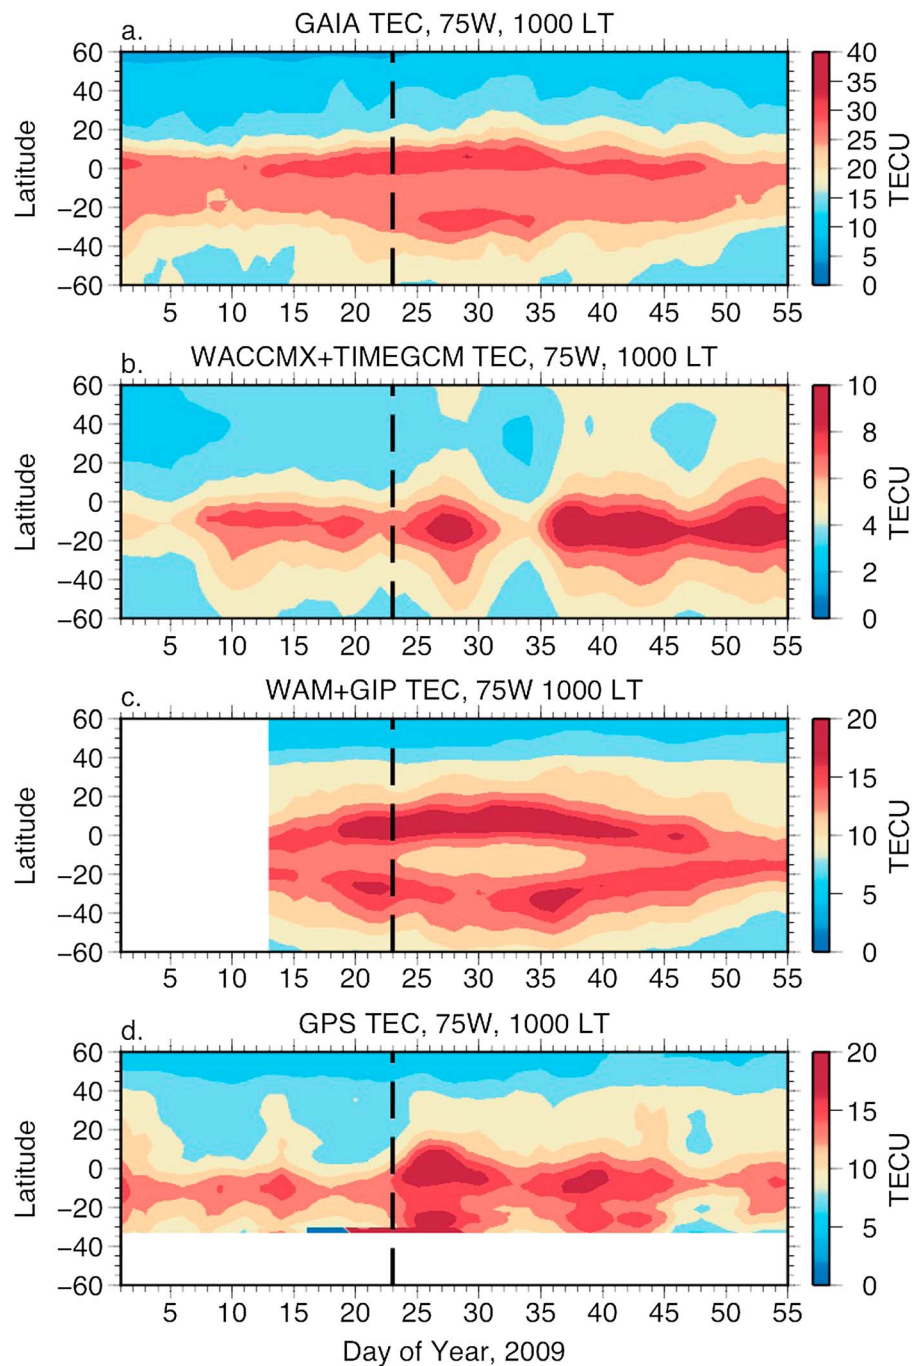 a.
GAIA TEC, 75W, 1000 LT
60
40
20
0
−20
−40
−60
Latitude
5 10 15 20 25 30 35 40 45 50 55
40
35
30
25
20
15
10
5
0
TECU
b.
WACCMX+TIMEGCM TEC, 75W, 1000 LT
60
40
20
0
−20
−40
−60
Latitude
5 10 15 20 25 30 35 40 45 50 55
10
8
6
4
2
0
TECU
c.
WAM+GIP TEC, 75W 1000 LT
60
40
20
0
−20
−40
−60
Latitude
5 10 15 20 25 30 35 40 45 50 55
20
15
10
5
0
TECU
d.
GPS TEC, 75W, 1000 LT
60
40
20
0
−20
−40
−60
Latitude
5 10 15 20 25 30 35 40 45 50 55
20
15
10
5
0
TECU
Day of Year, 2009